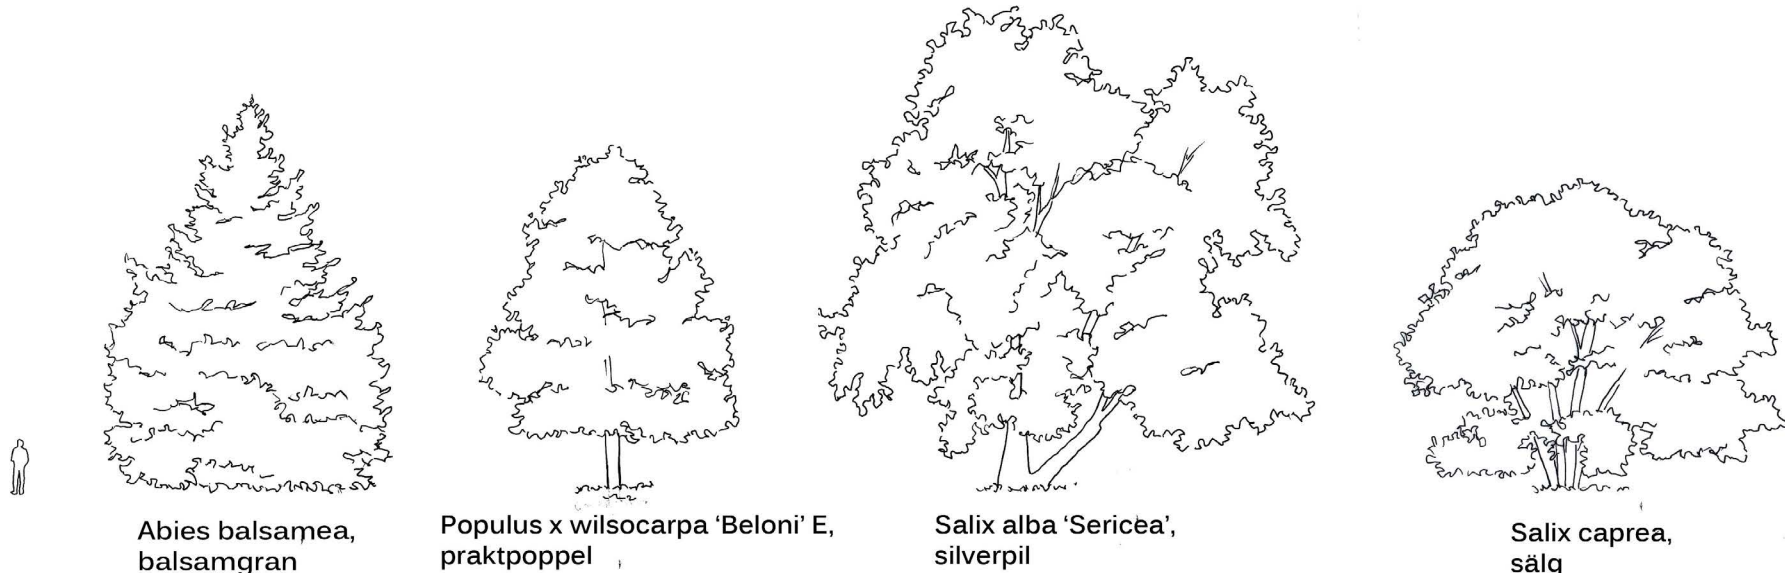 Abies balsamea,
balsamgran
Populus x wilsocarpa ‘Beloni’ E,
praktpoppel
Salix alba ‘Sericea’,
silverpil
Salix caprea,
sälg